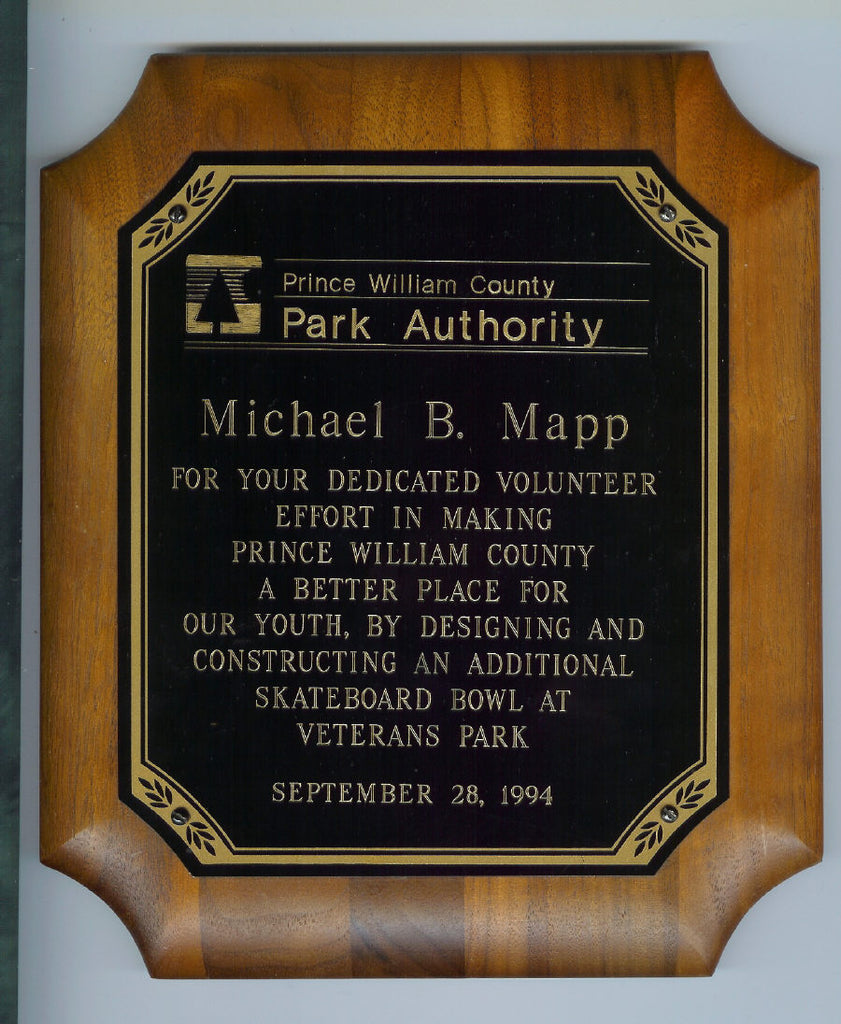 Prince William County
Park Authority
Michael B. Mapp
FOR YOUR DEDICATED VOLUNTEER
EFFORT IN MAKING
PRINCE WILLIAM COUNTY
A BETTER PLACE FOR
OUR YOUTH, BY DESIGNING AND
CONSTRUCTING AN ADDITIONAL
SKATEBOARD BOWL AT
VETERANS PARK
SEPTEMBER 28, 1994